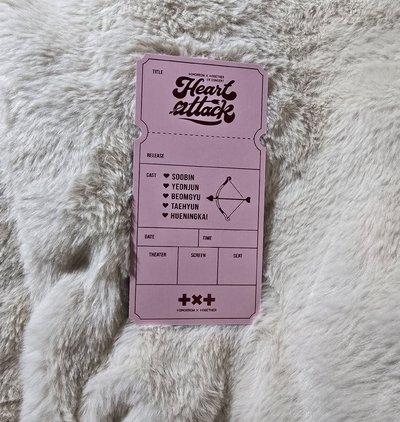 TITLE
TOMORROW X TOGETHER
VR CONCERT
Heart
attack
RELEASE
CAST
♥ SOOBIN
♥ YEONJUN
♥ BEOMGYU
♥ TAEHYUN
♥ HUENINGKAI
DATE TIME
THEATER SCREEN SEAT
t×t
TOMORROW × TOGETHER